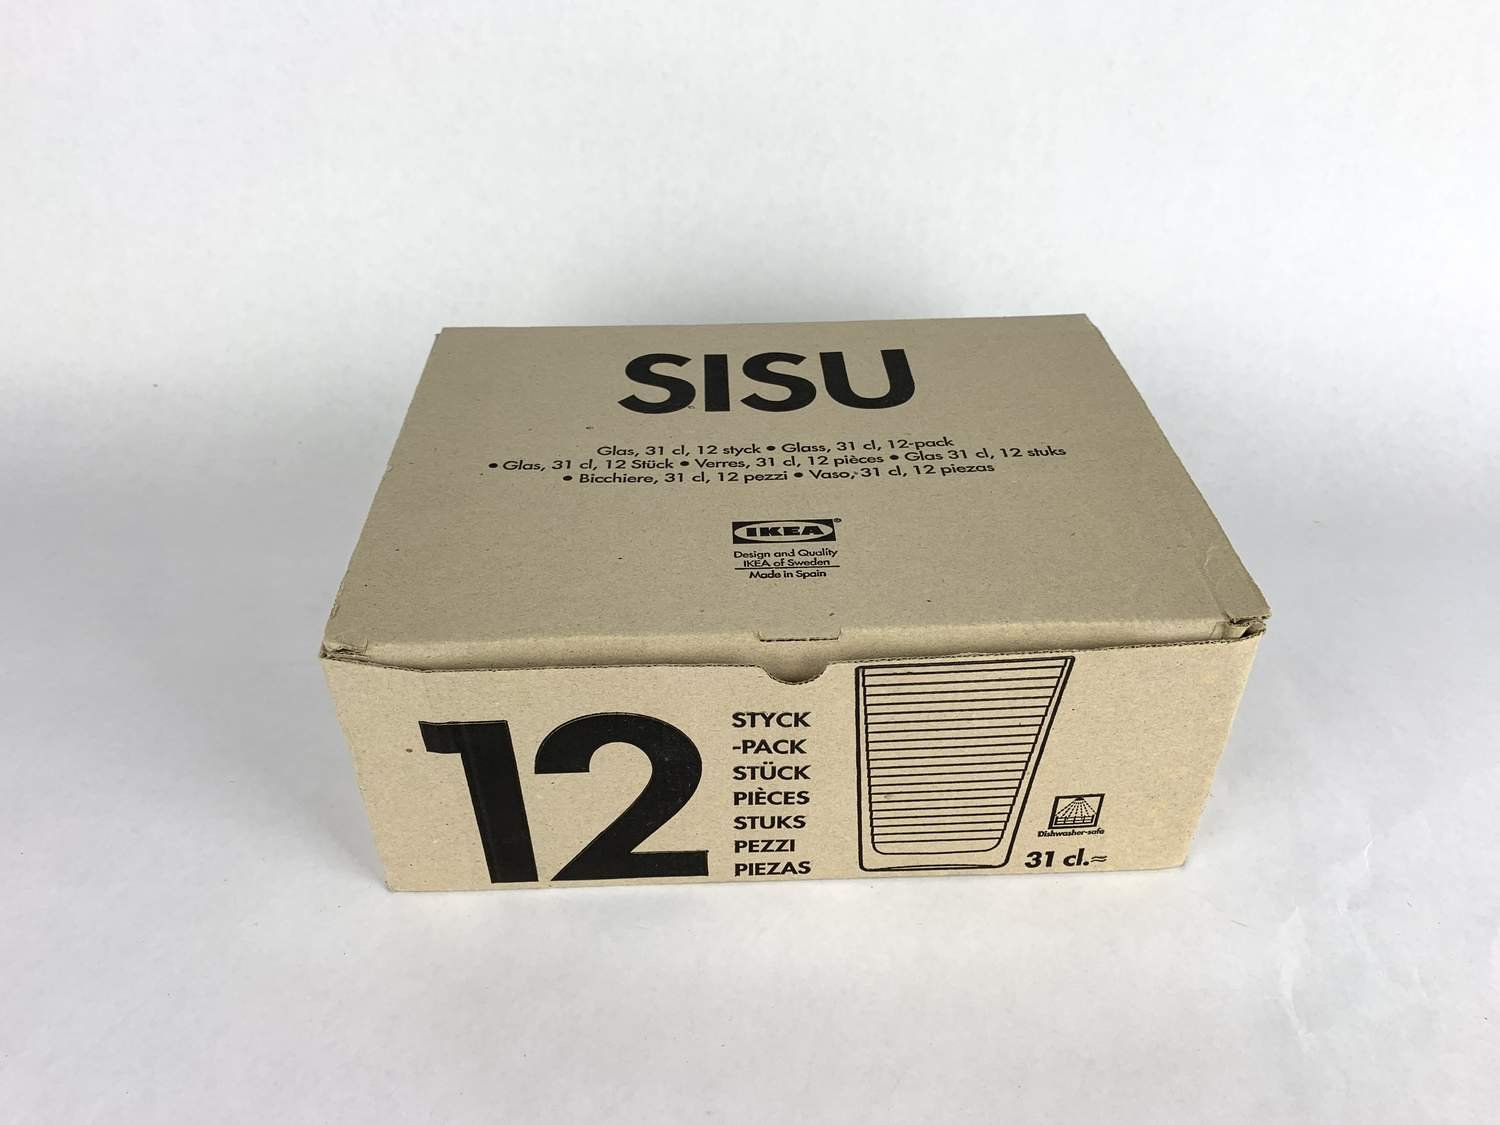 SISU
Glas, 31 cl, 12 styck • Glass, 31 cl, 12-pack
• Glas, 31 cl, 12 Stück • Verres, 31 cl, 12 pièces • Glas 31 cl, 12 stuks
• Bicchiere, 31 cl, 12 pezzi • Vaso, 31 cl, 12 piezas
IKEA®
Design and Quality
IKEA of Sweden
Made in Spain
12
STYCK
-PACK
STÜCK
PIÈCES
STUKS
PEZZI
PIEZAS
Dishwasher-safe
31 cl.≈